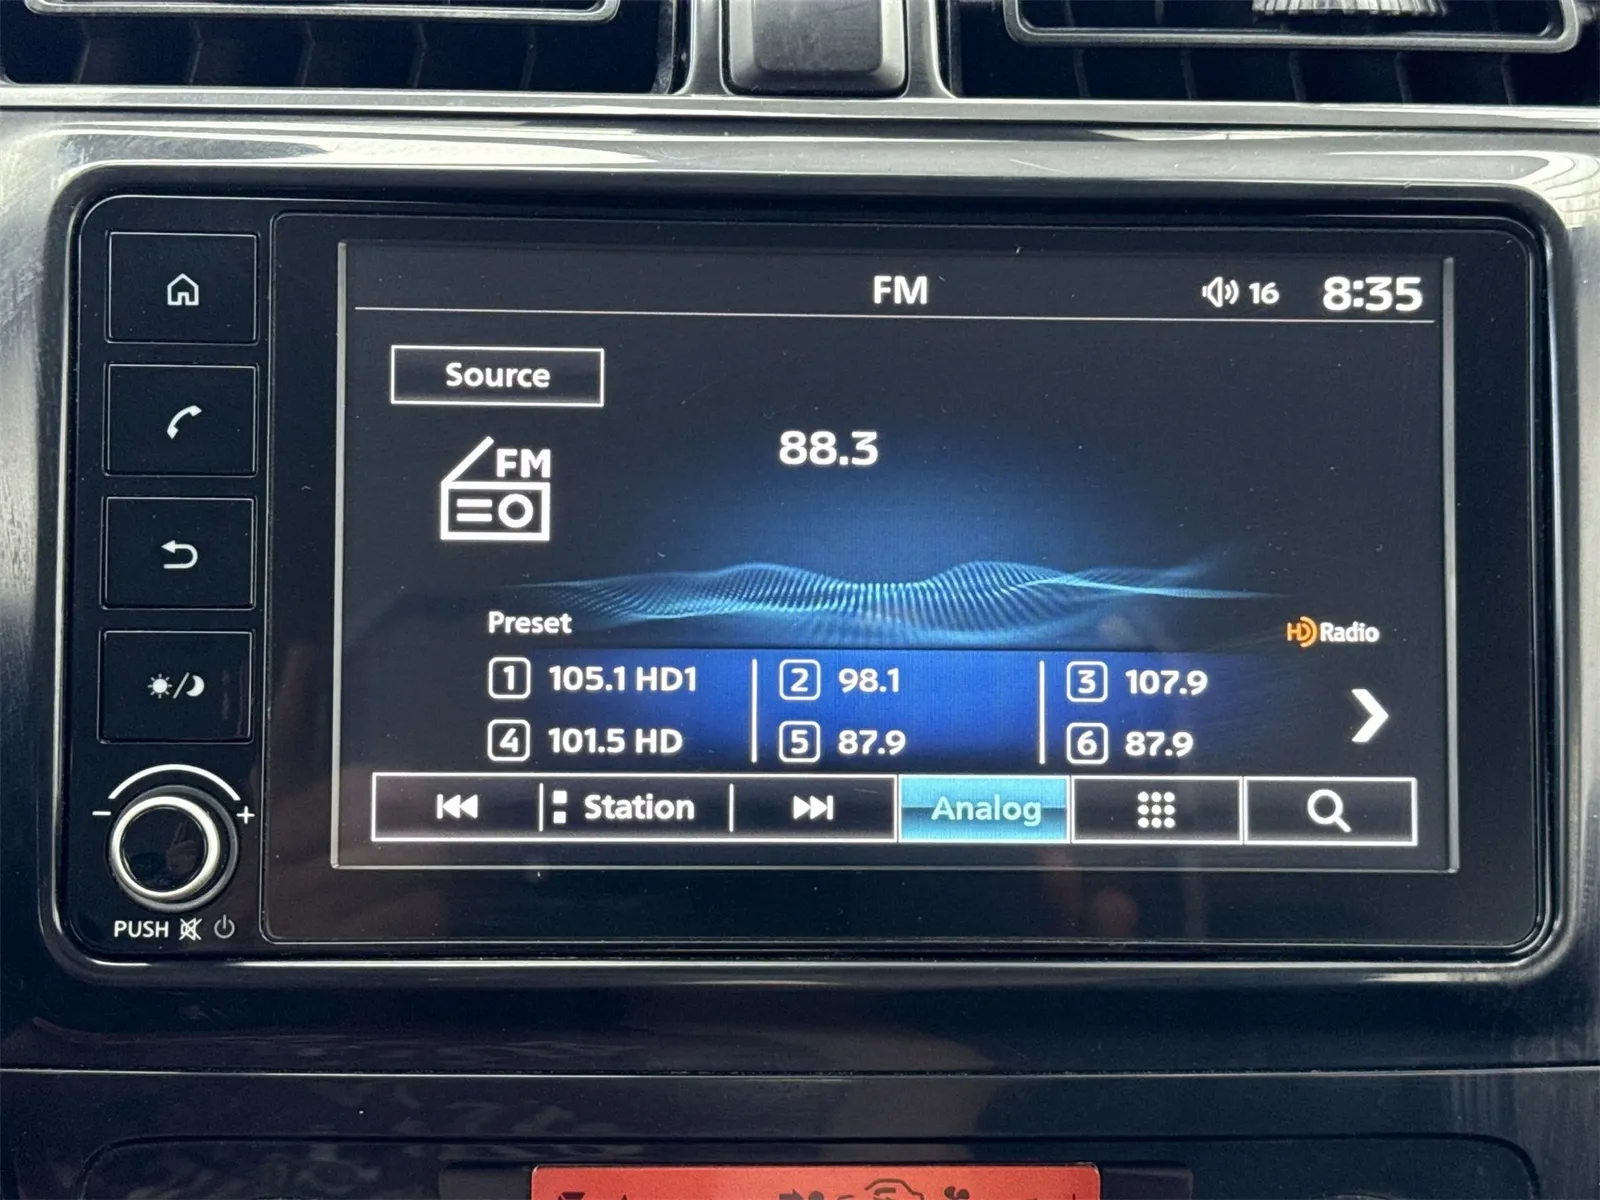 FM 16 8:35
Source
FM
88.3
Preset
HD Radio
1 105.1 HD1 2 98.1 3 107.9
4 101.5 HD 5 87.9 6 87.9
Station Analog
- +
PUSH